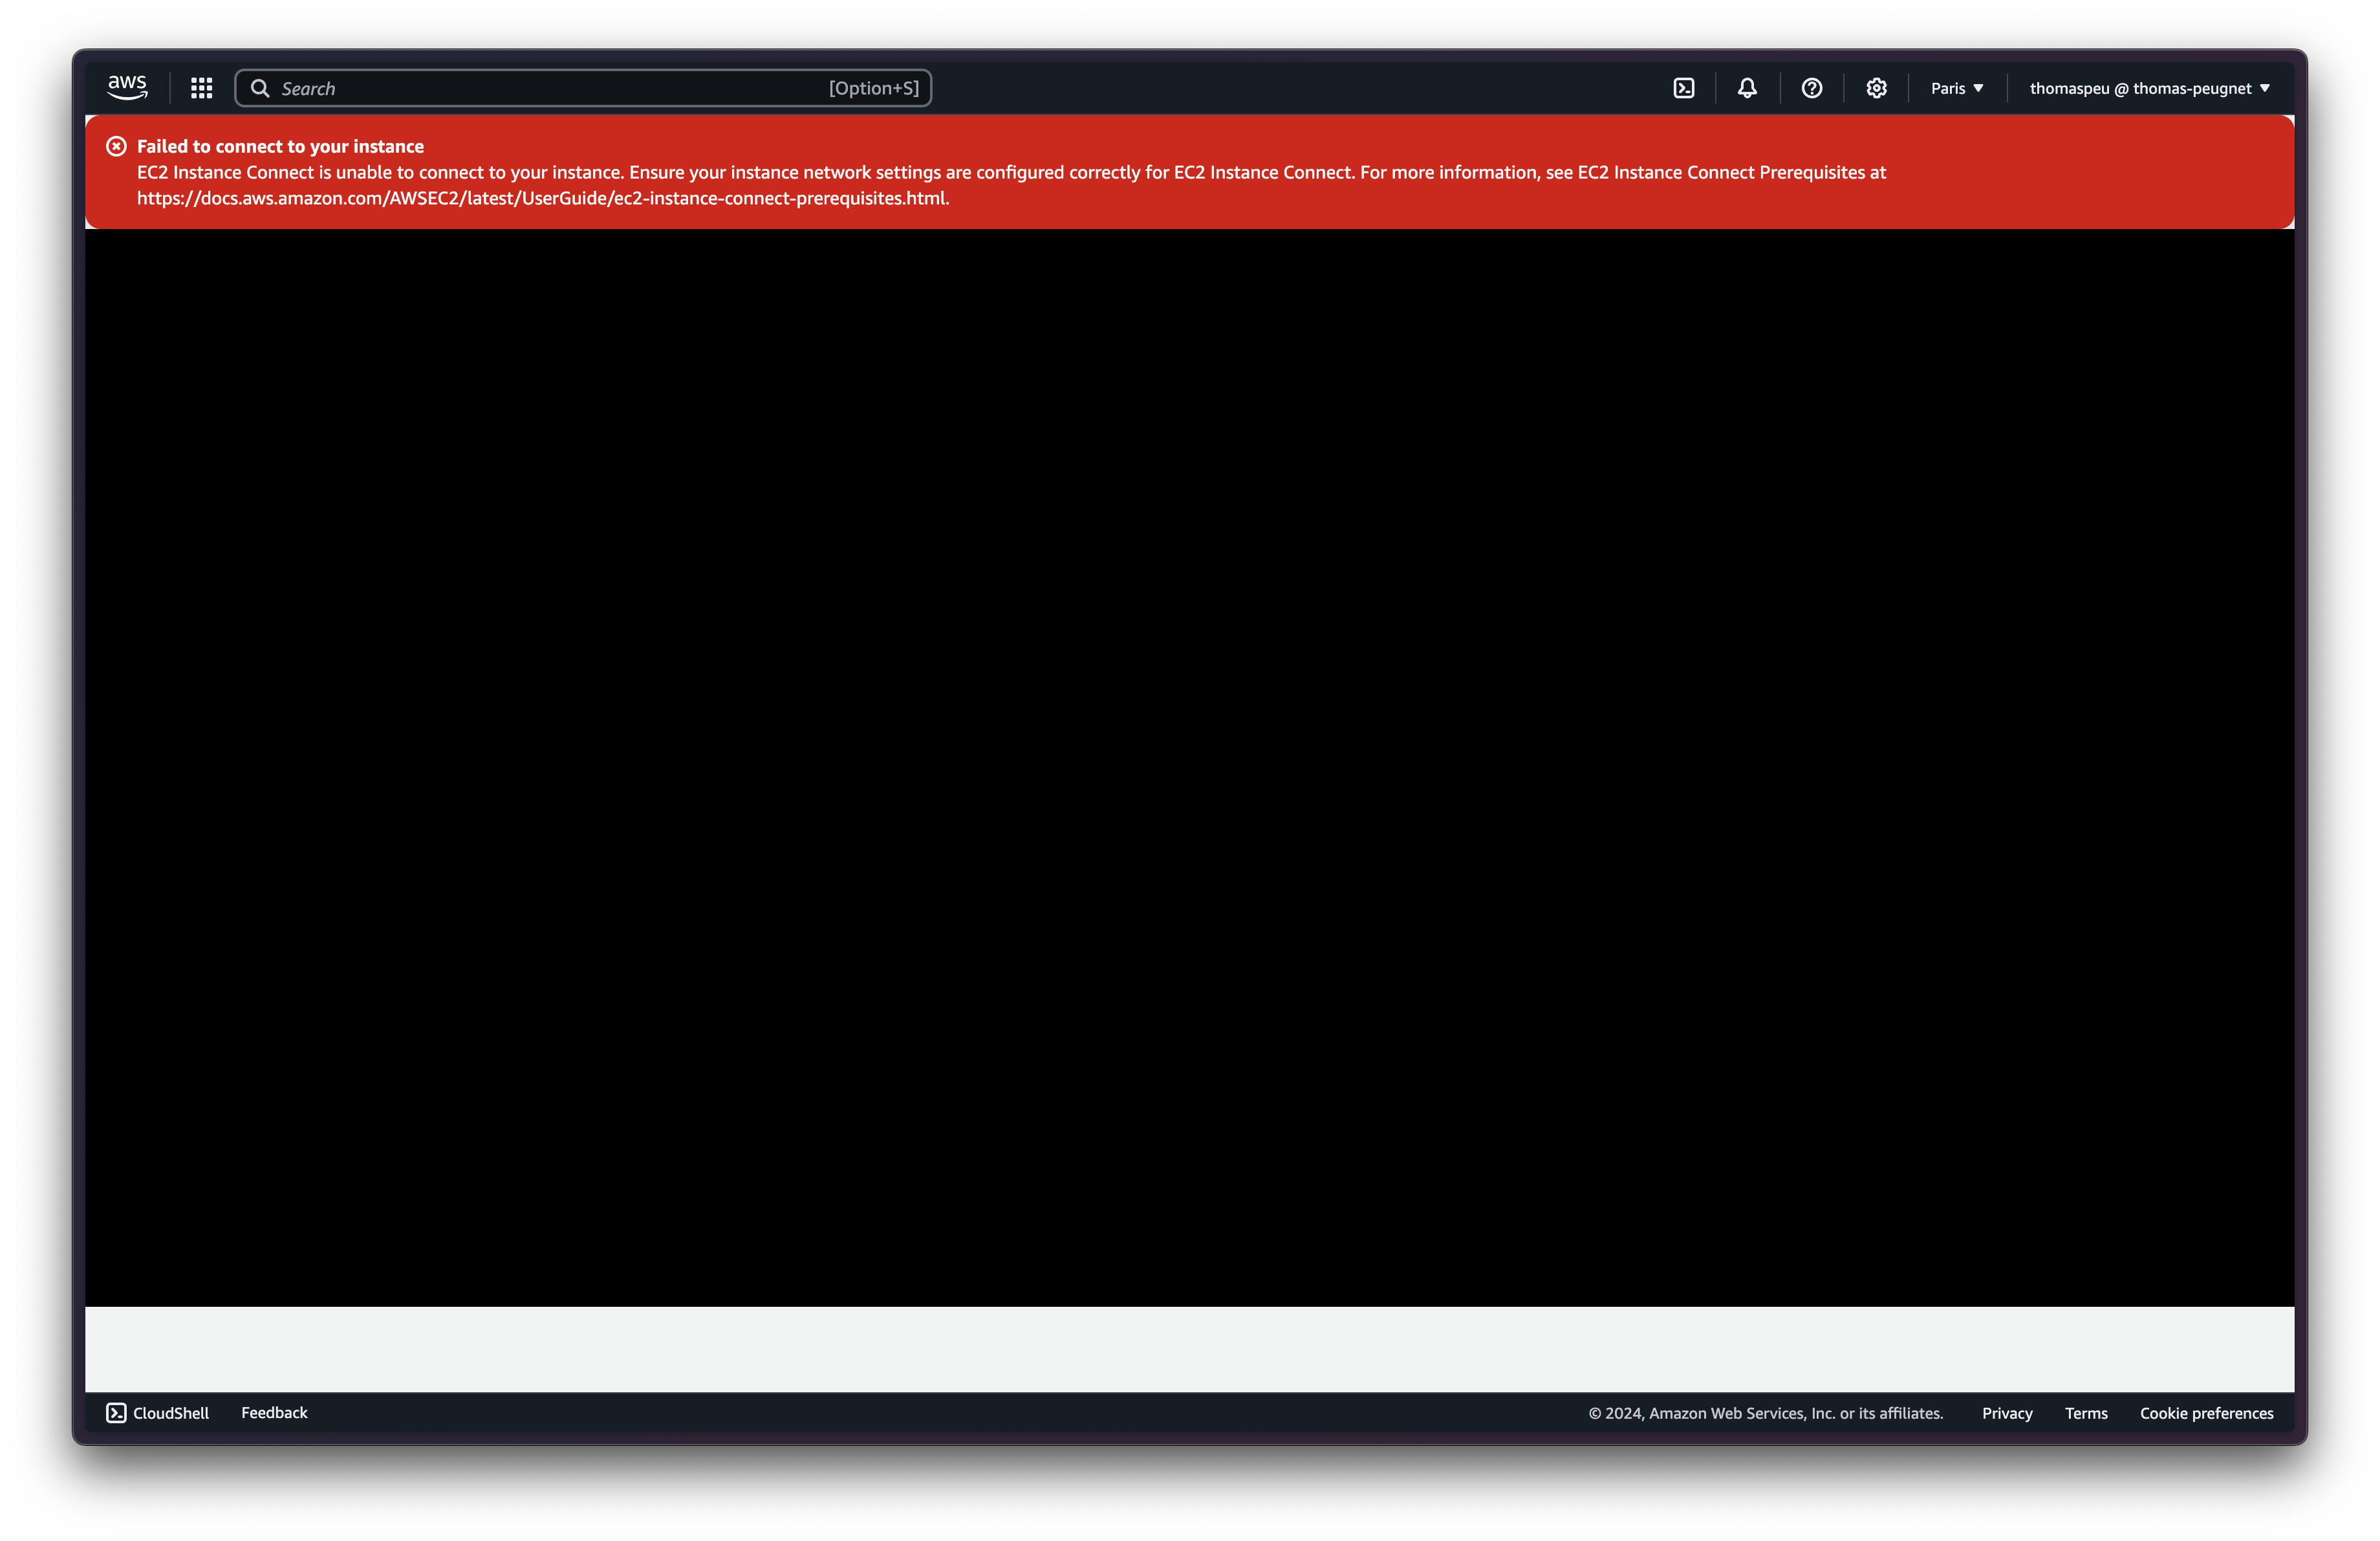 aws
Search [Option+S] Paris thomaspeu @ thomas-peugnet
Failed to connect to your instance
EC2 Instance Connect is unable to connect to your instance. Ensure your instance network settings are configured correctly for EC2 Instance Connect. For more information, see EC2 Instance Connect Prerequisites at
https://docs.aws.amazon.com/AWSEC2/latest/UserGuide/ec2-instance-connect-prerequisites.html.
CloudShell Feedback © 2024, Amazon Web Services, Inc. or its affiliates. Privacy Terms Cookie preferences